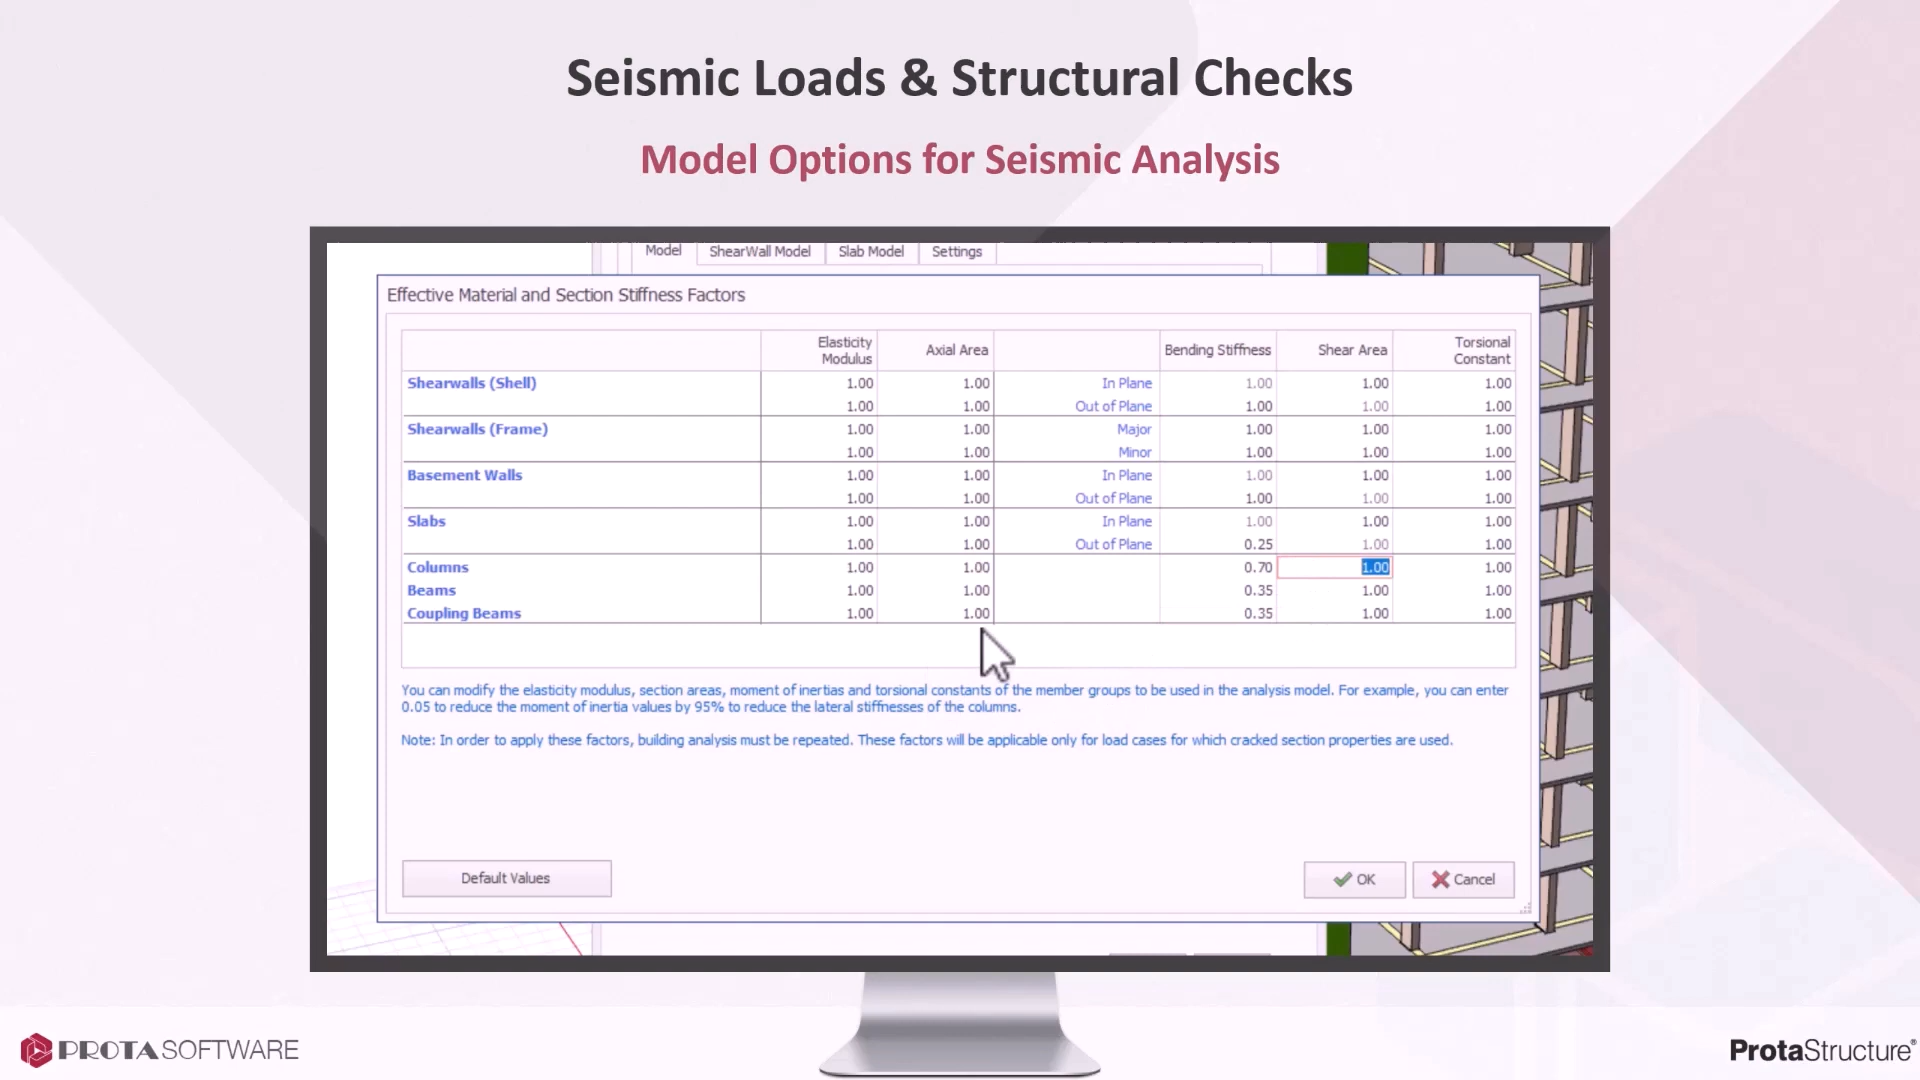 Seismic Loads & Structural Checks
Model Options for Seismic Analysis
Model ShearWall Model Slab Model Settings
Effective Material and Section Stiffness Factors
Elasticity Modulus Axial Area Bending Stiffness Shear Area Torsional Constant
Shearwalls (Shell) 1.00 1.00 In Plane 1.00 1.00 1.00
1.00 1.00 Out of Plane 1.00 1.00 1.00
Shearwalls (Frame) 1.00 1.00 Major 1.00 1.00 1.00
1.00 1.00 Minor 1.00 1.00 1.00
Basement Walls 1.00 1.00 In Plane 1.00 1.00 1.00
1.00 1.00 Out of Plane 1.00 1.00 1.00
Slabs 1.00 1.00 In Plane 1.00 1.00 1.00
1.00 1.00 Out of Plane 0.25 1.00 1.00
Columns 1.00 1.00 0.70 1.00 1.00
Beams 1.00 1.00 0.35 1.00 1.00
Coupling Beams 1.00 1.00 0.35 1.00 1.00
You can modify the elasticity modulus, section areas, moment of inertias and torsional constants of the member groups to be used in the analysis model. For example, you can enter
0.05 to reduce the moment of inertia values by 95% to reduce the lateral stiffnesses of the columns.
Note: In order to apply these factors, building analysis must be repeated. These factors will be applicable only for load cases for which cracked section properties are used.
Default Values OK Cancel
PROTASOFTWARE ProtaStructure®